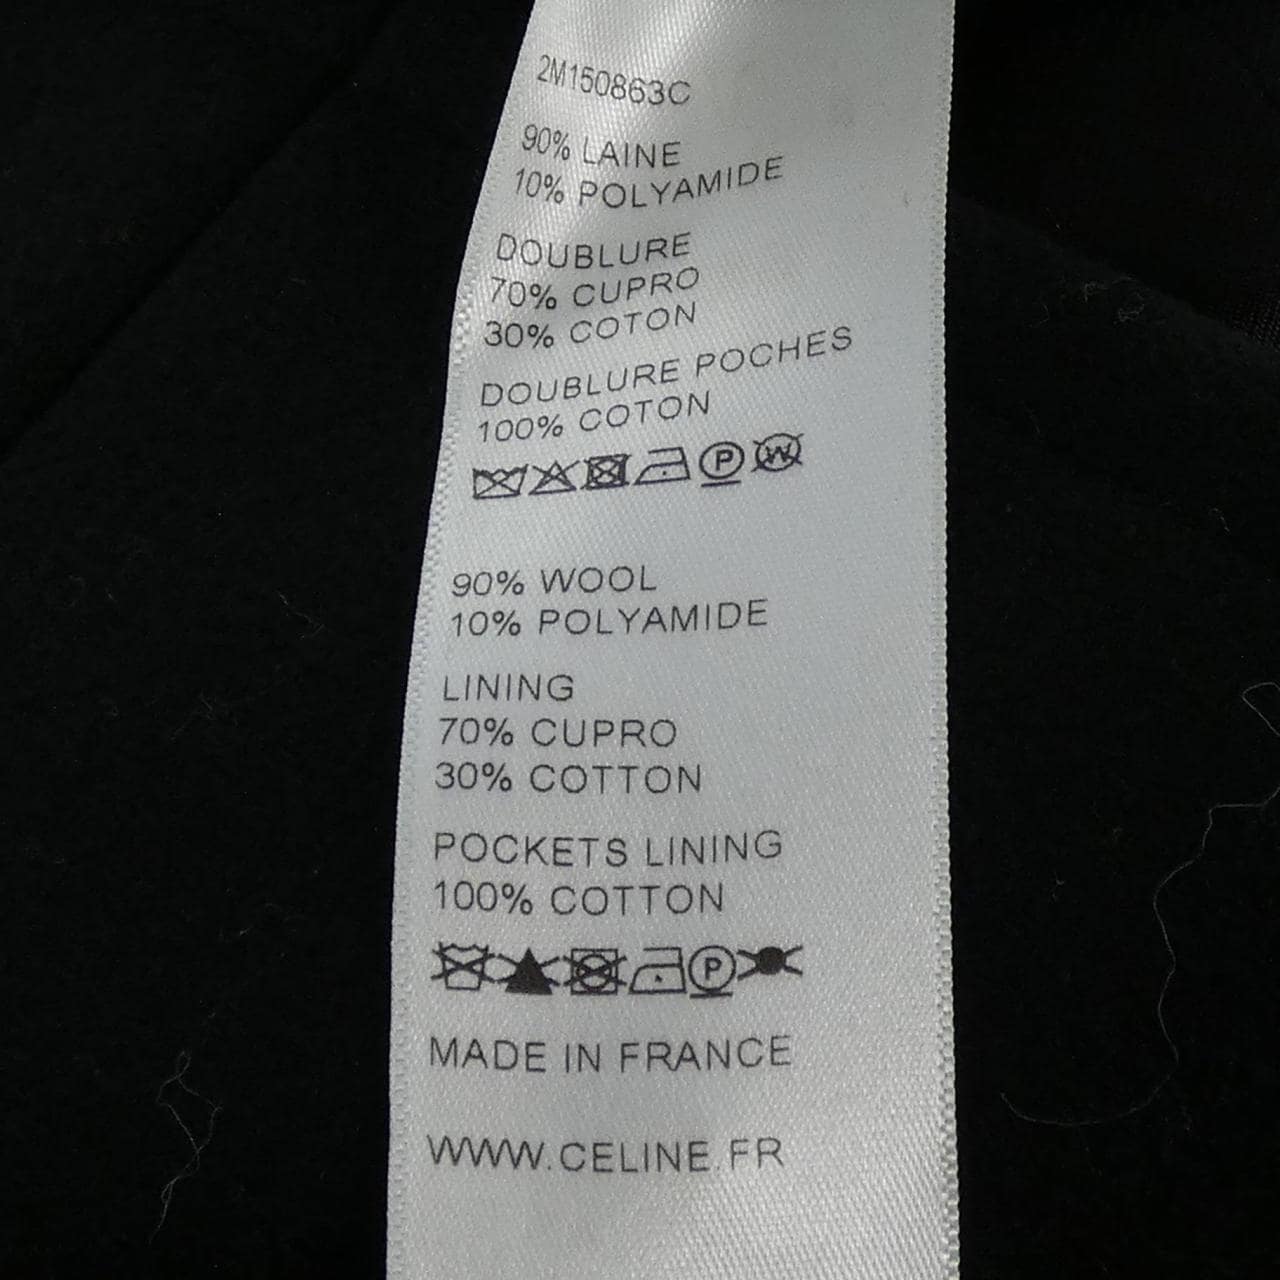 2M150863C
90% LAINE
10% POLYAMIDE
DOUBLURE
70% CUPRO
30% COTON
DOUBLURE POCHES
100% COTON
P W
90% WOOL
10% POLYAMIDE
LINING
70% CUPRO
30% COTTON
POCKETS LINING
100% COTTON
P
MADE IN FRANCE
WWW.CELINE.FR